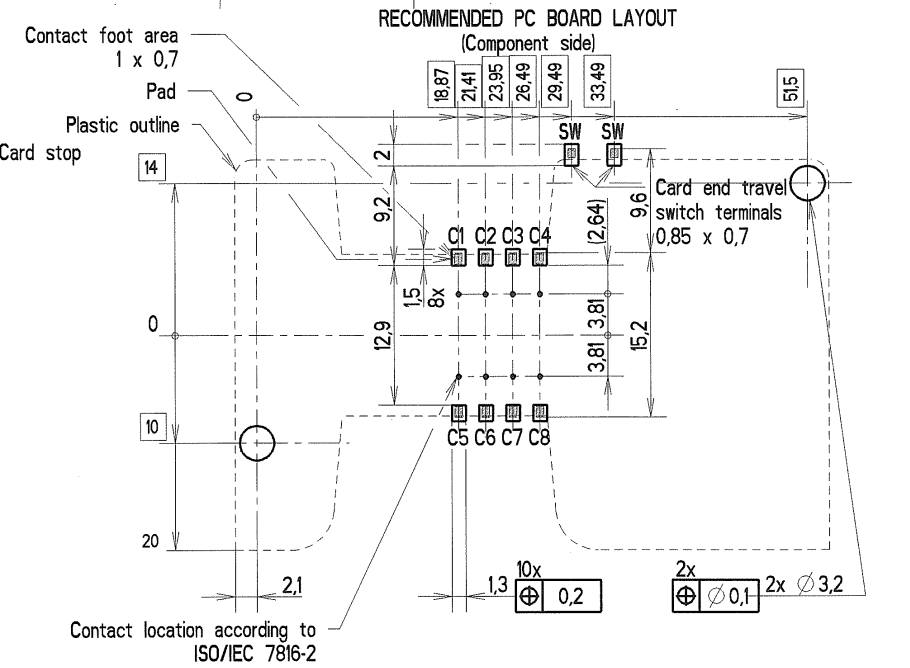 RECOMMENDED PC BOARD LAYOUT
(Component side)
Contact foot area
1 x 0,7
Pad
Plastic outline
Card stop
0
18,87
21,41
23,95
26,49
29,49
33,49
51,5
SW SW
14
2
9,2
(2,64)
9,6
Card end travel
switch terminals
0,85 x 0,7
C1 C2 C3 C4
1,5
8x
0
12,9
3,81
3,81
15,2
10
C5 C6 C7 C8
20
2,1
1,3
10x
⌖ 0,2
2x
⌖ ∅ 0,1
2x ∅ 3,2
Contact location according to
ISO/IEC 7816-2